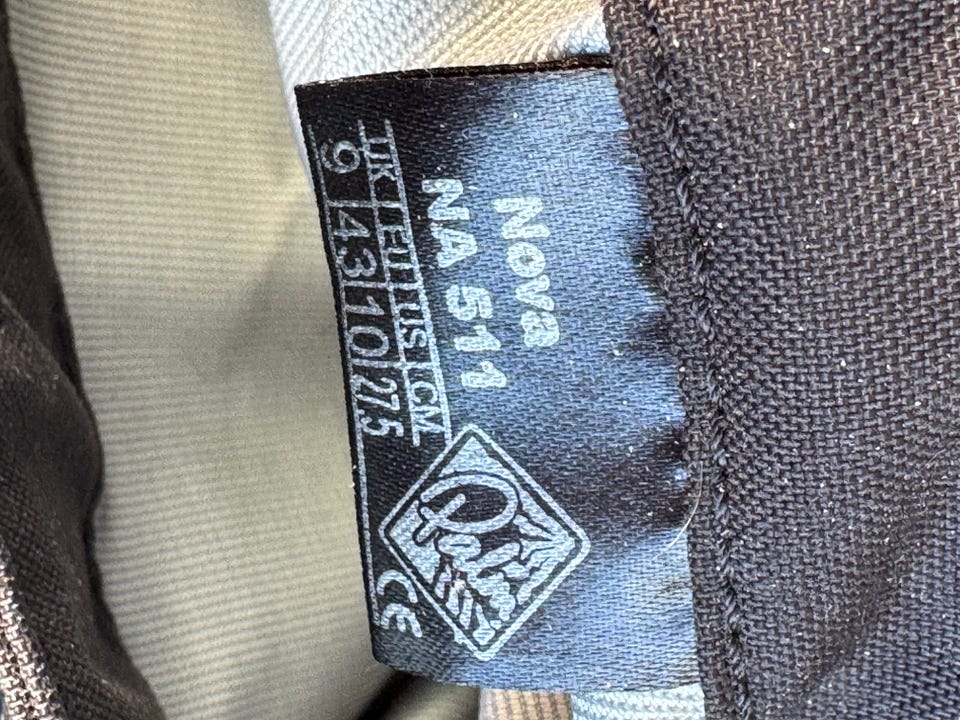 Nova
NA 511
UK EU US CM
9 43 10 27.5
CE